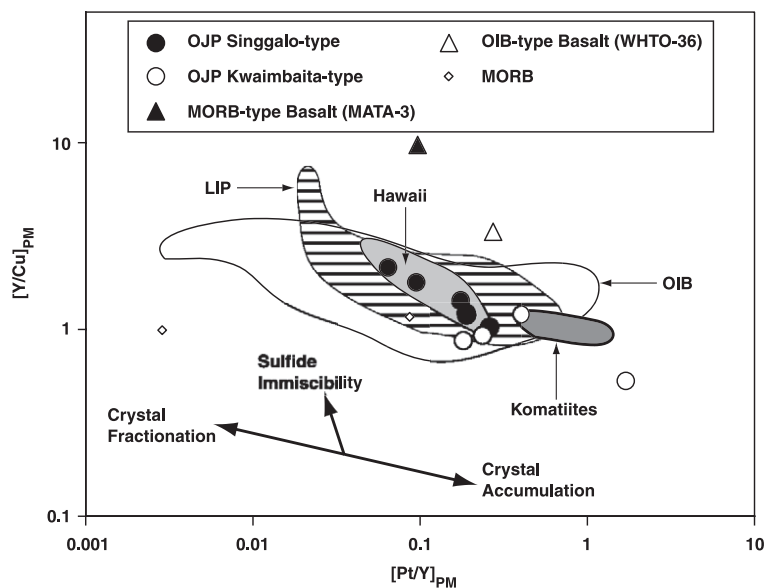 OJP Singgalo-type
OIB-type Basalt (WHTO-36)
OJP Kwaimbaita-type
MORB
MORB-type Basalt (MATA-3)
10
LIP
Hawaii
[Y/Cu]PM
OIB
1
Sulfide
Immiscibility
Komatiites
Crystal
Fractionation
Crystal
Accumulation
0.1
0.001
0.01
0.1
1
10
[Pt/Y]PM